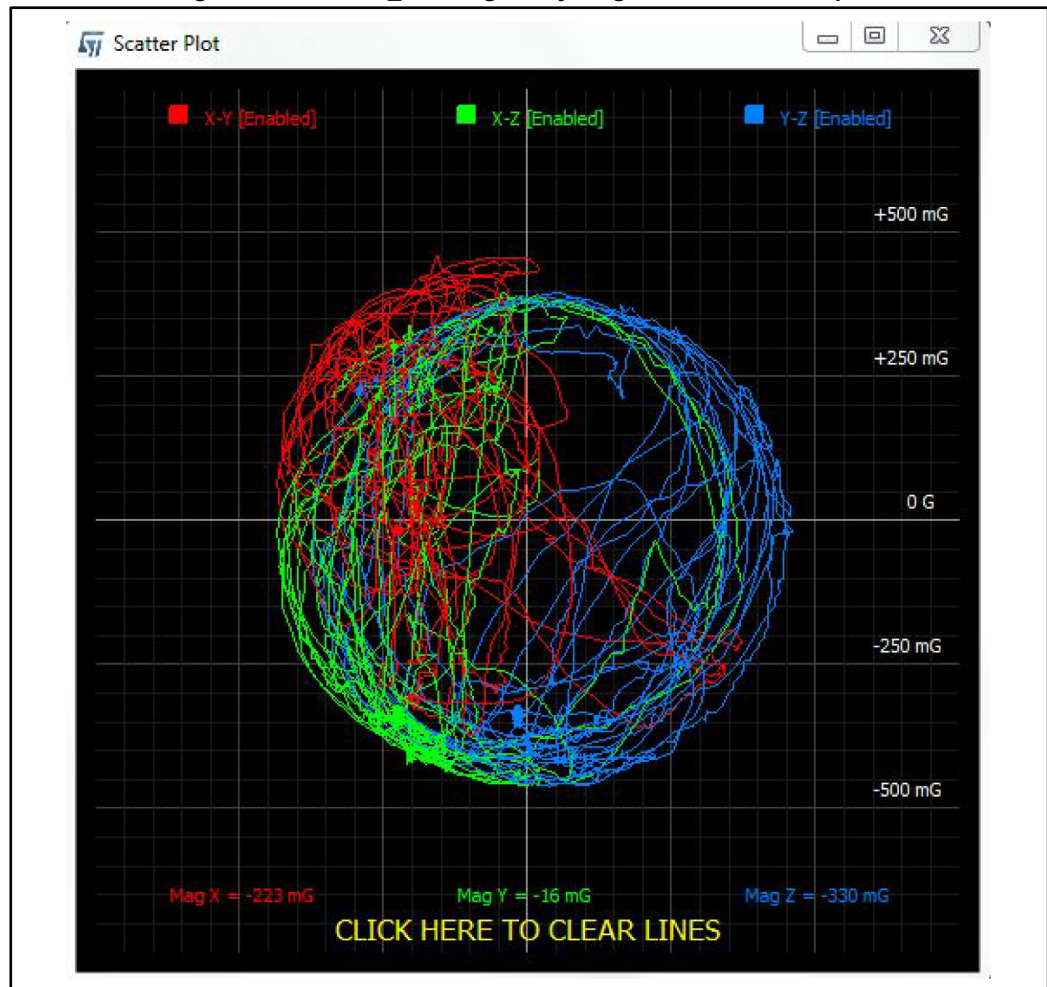 Scatter Plot
X-Y [Enabled] X-Z [Enabled] Y-Z [Enabled]
+500 mG
+250 mG
0 G
-250 mG
-500 mG
Mag X = -223 mG Mag Y = -16 mG Mag Z = -330 mG
CLICK HERE TO CLEAR LINES